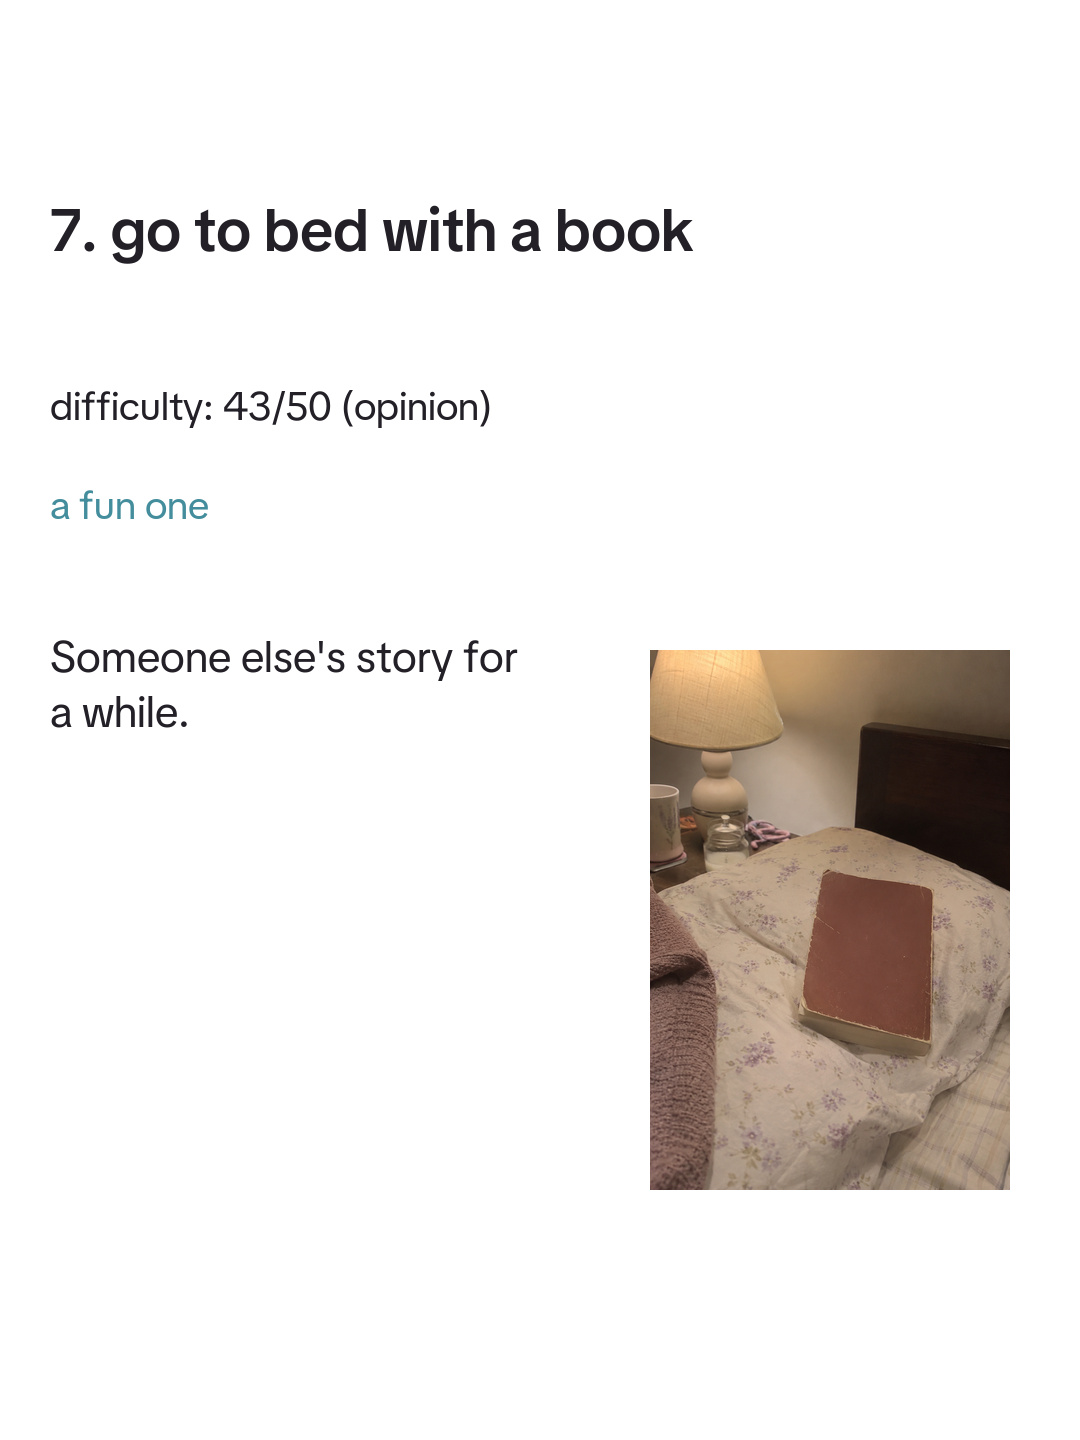 7. go to bed with a book
difficulty: 43/50 (opinion)
a fun one
Someone else's story for
a while.